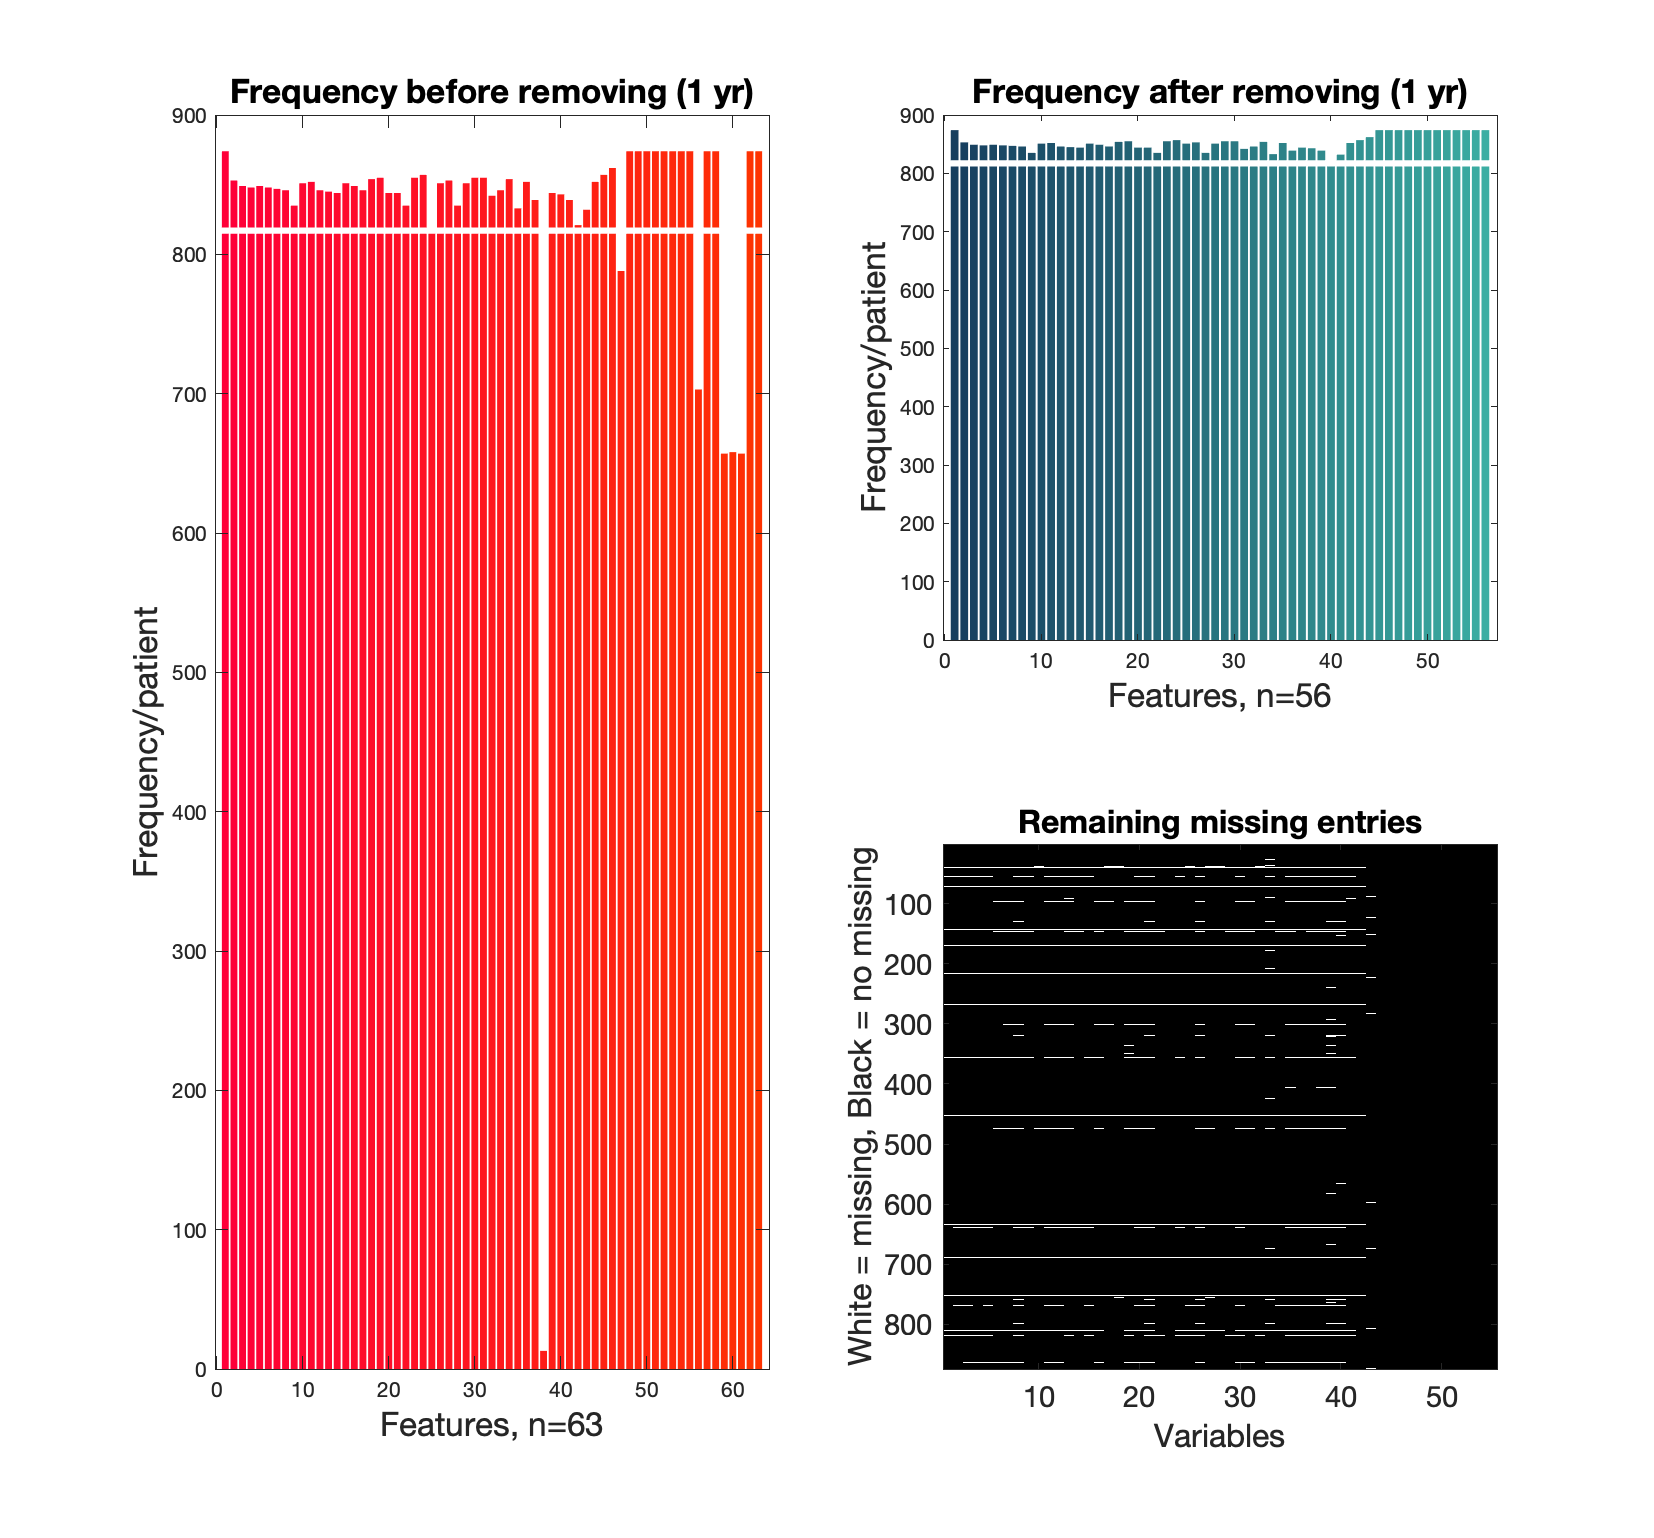 Frequency before removing (1 yr)
900
800
700
600
500
400
300
200
100
0
Frequency/patient
0 10 20 30 40 50 60
Features, n=63
Frequency after removing (1 yr)
900
800
700
600
500
400
300
200
100
0
Frequency/patient
0 10 20 30 40 50
Features, n=56
Remaining missing entries
White = missing, Black = no missing
100
200
300
400
500
600
700
800
10 20 30 40 50
Variables